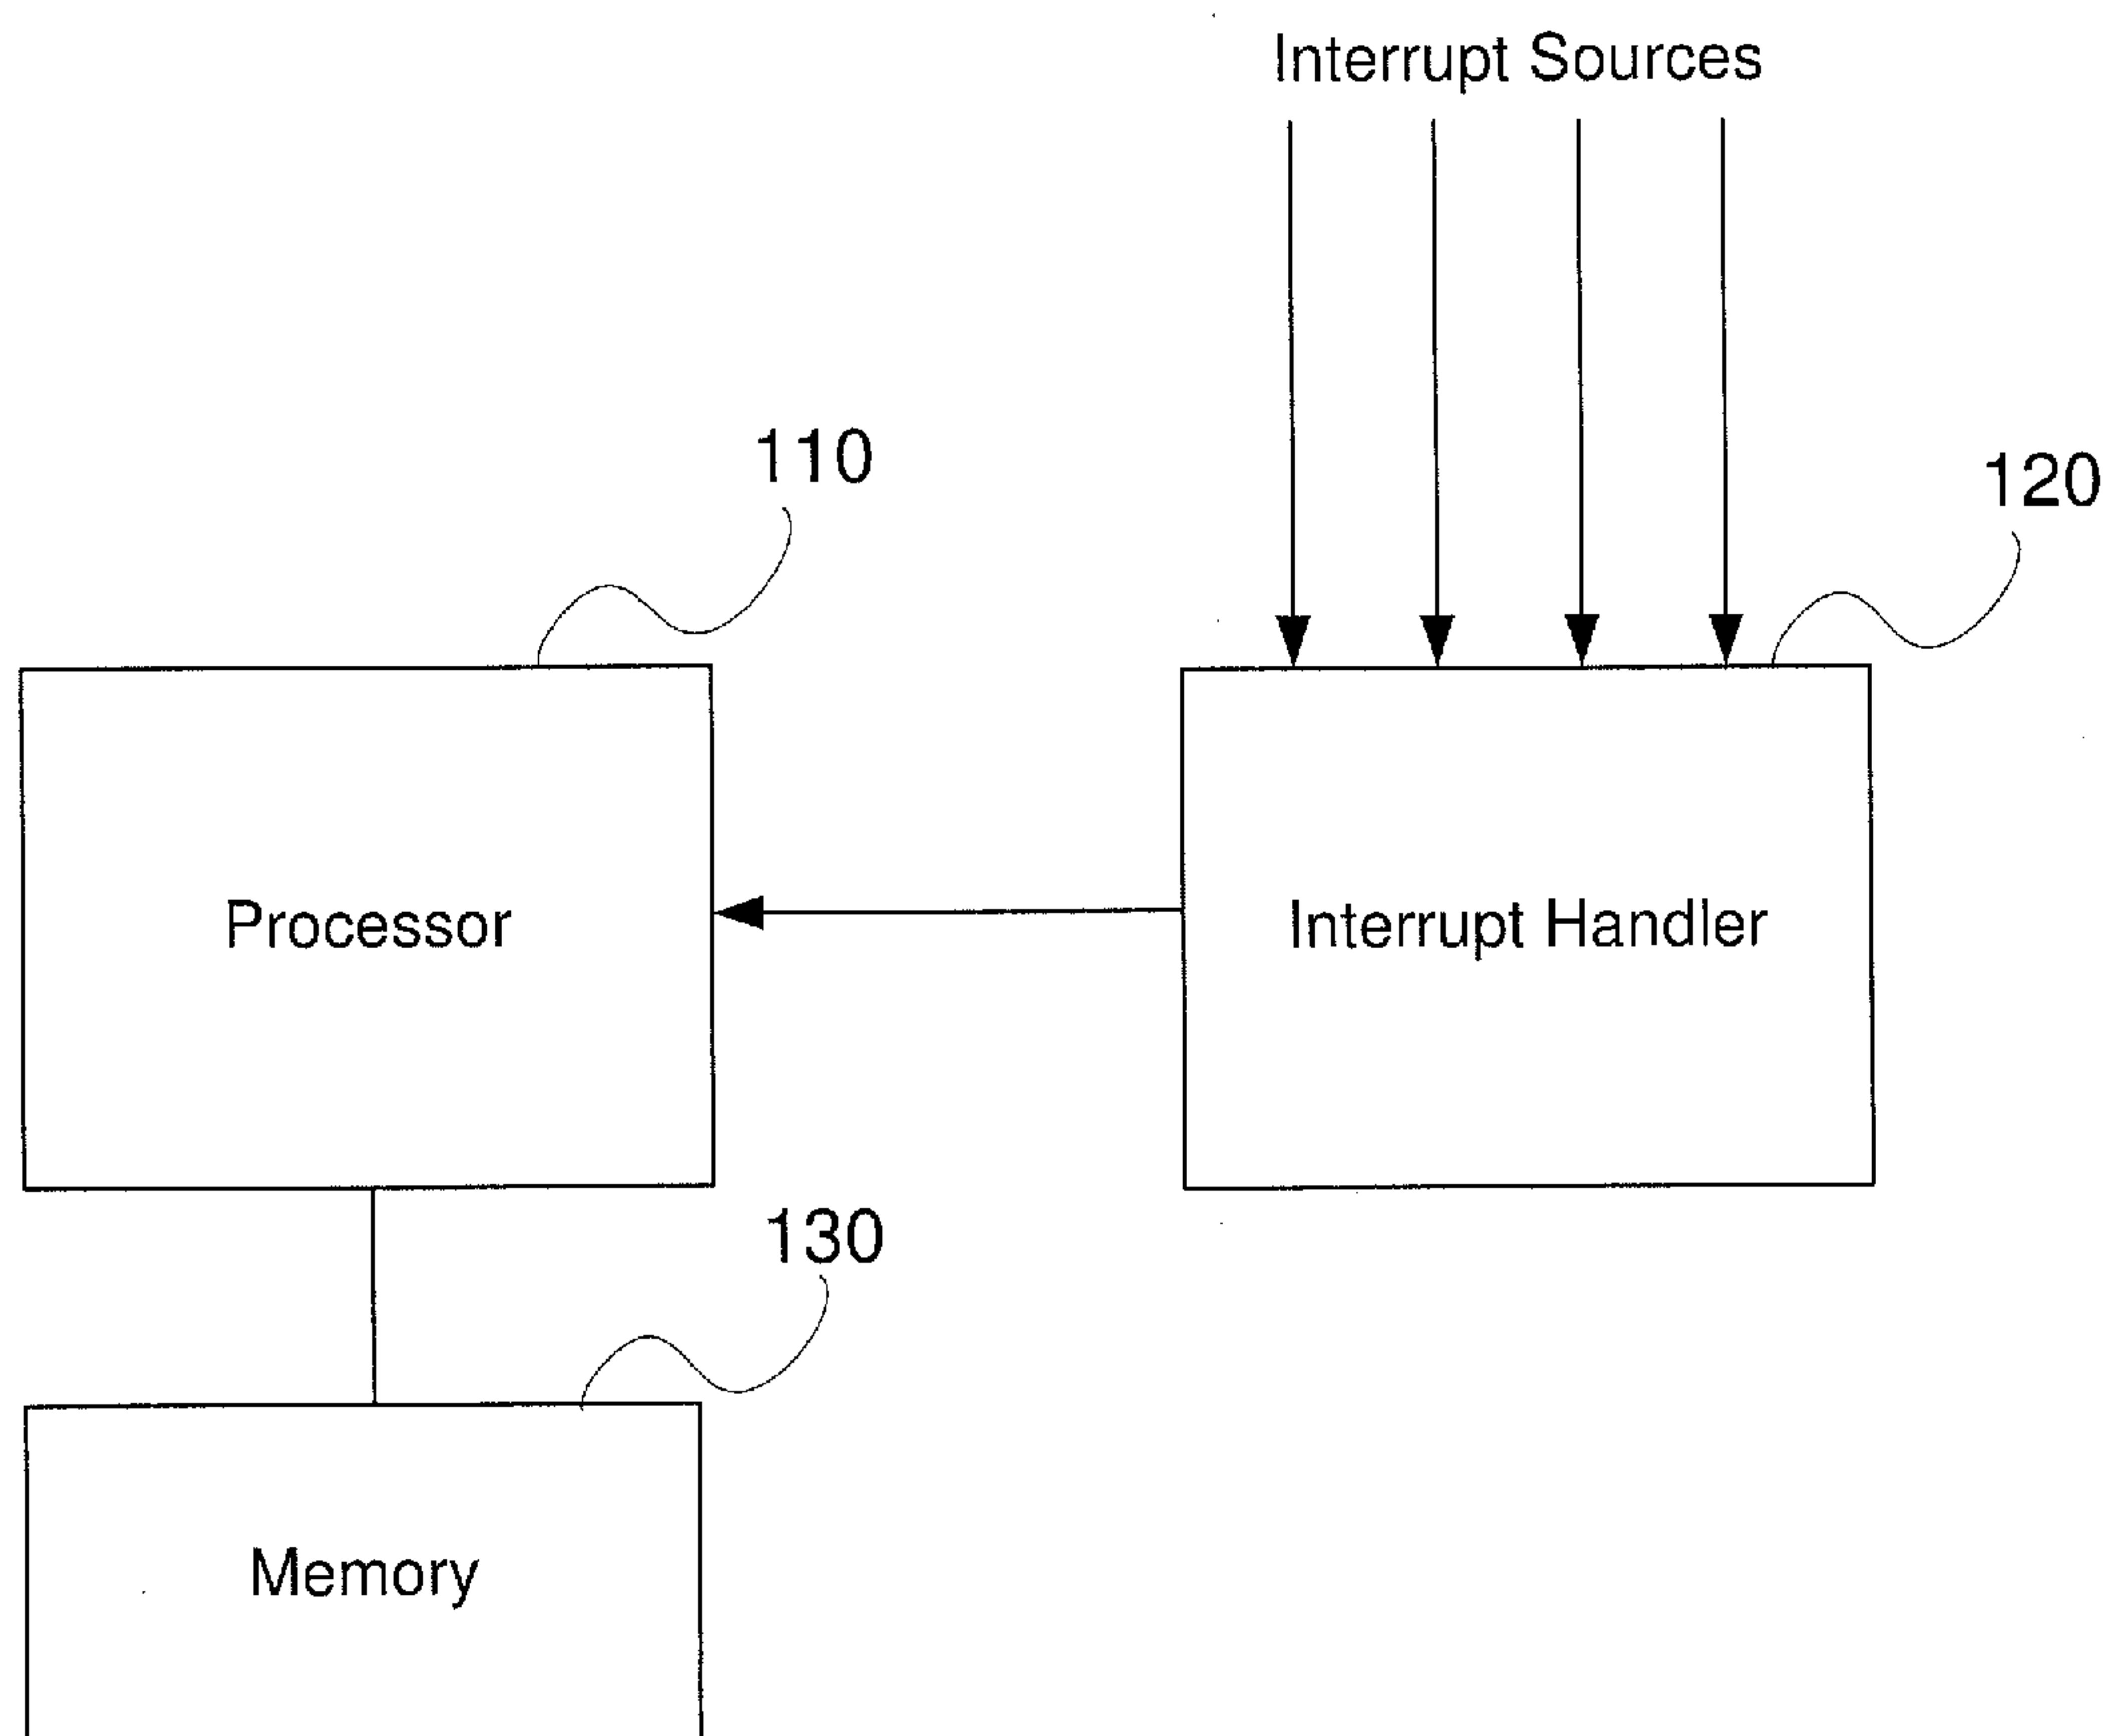 Interrupt Sources
110
120
Processor
Interrupt Handler
130
Memory